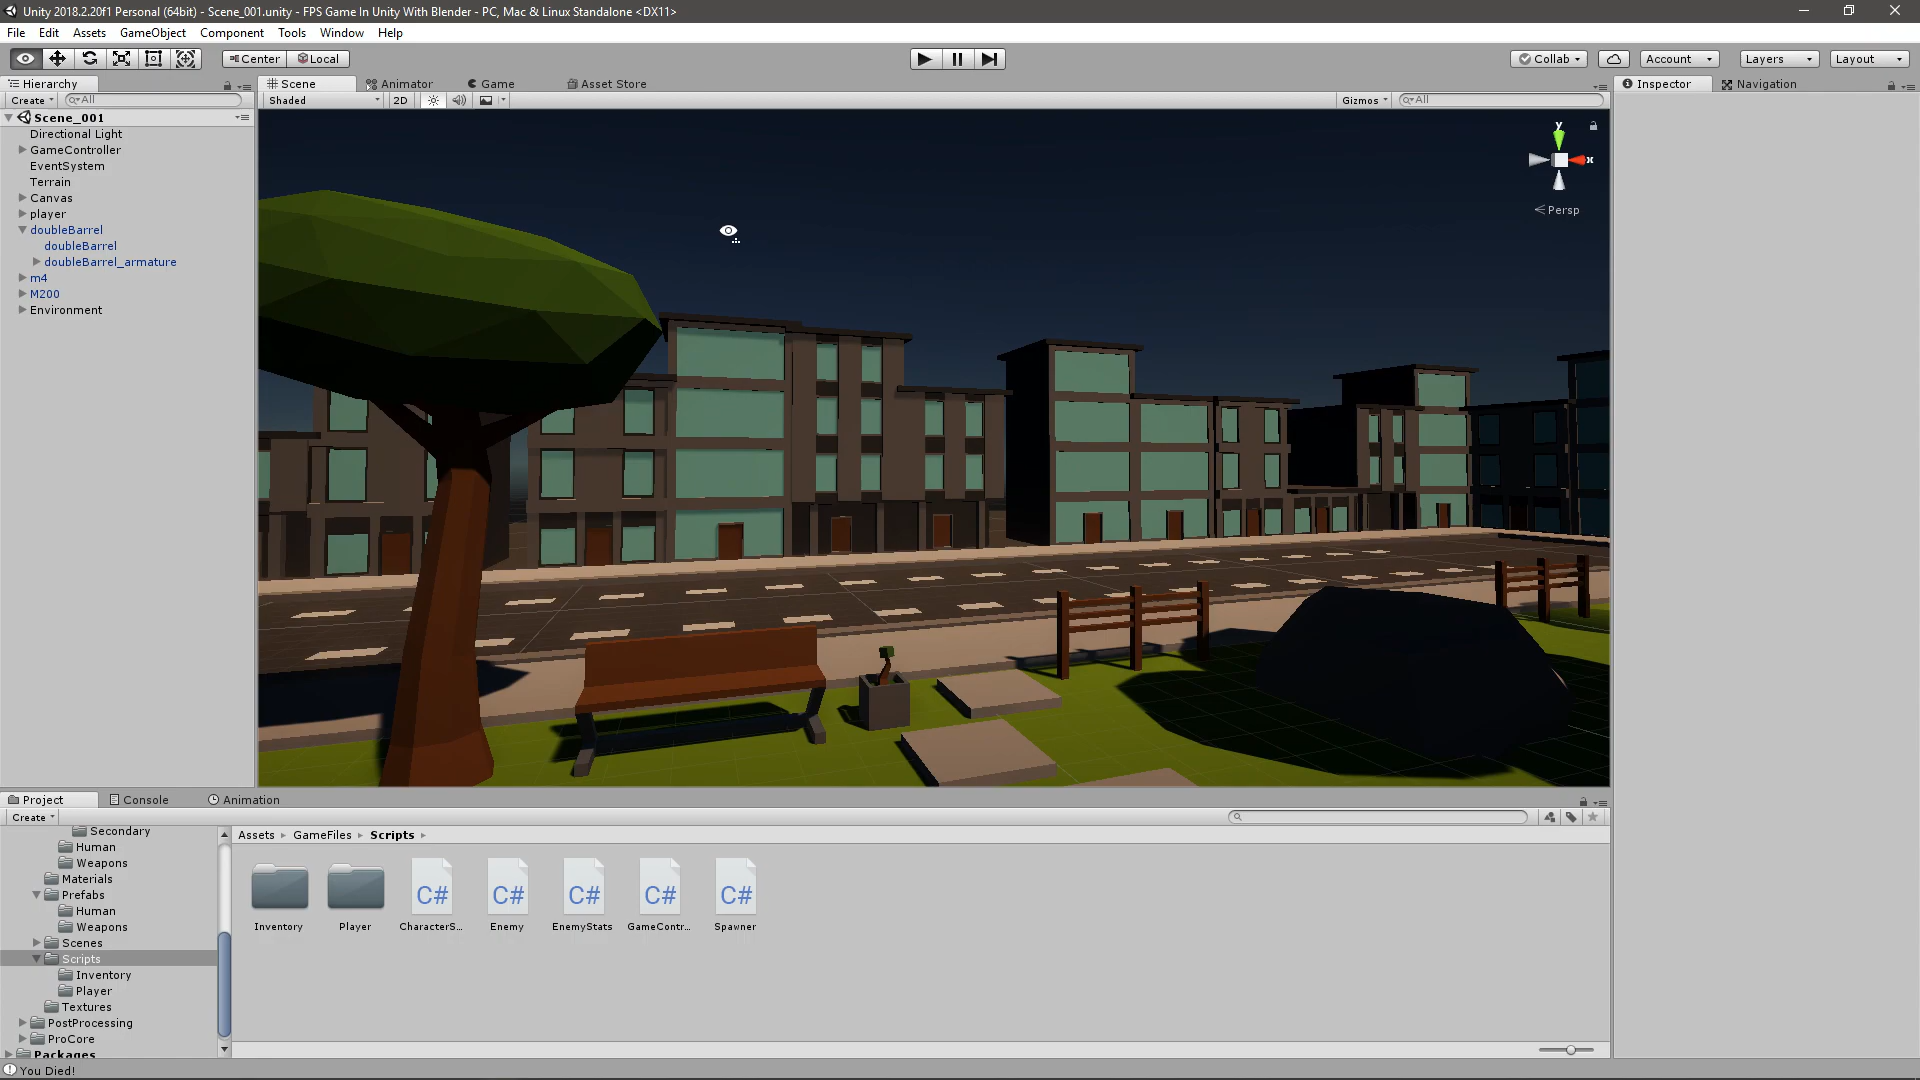 Unity 2018.2.20f1 Personal (64bit) - Scene_001.unity - FPS Game In Unity With Blender - PC, Mac & Linux Standalone <DX11>
File Edit Assets GameObject Component Tools Window Help
Center Local Collab Account Layers Layout
Hierarchy Scene Animator Game Asset Store Inspector Navigation
Create All Shaded 2D Gizmos All
Scene_001
Directional Light
GameController
EventSystem
Terrain
Canvas
player
doubleBarrel
doubleBarrel
doubleBarrel_armature
m4
M200
Environment
y
x
Persp
Project Console Animation
Create
Secondary
Human
Weapons
Materials
Prefabs
Human
Weapons
Scenes
Scripts
Inventory
Player
Textures
PostProcessing
ProCore
Packages
Assets GameFiles Scripts
C# C# C# C# C#
Inventory Player CharacterS... Enemy EnemyStats GameContr... Spawner
You Died!